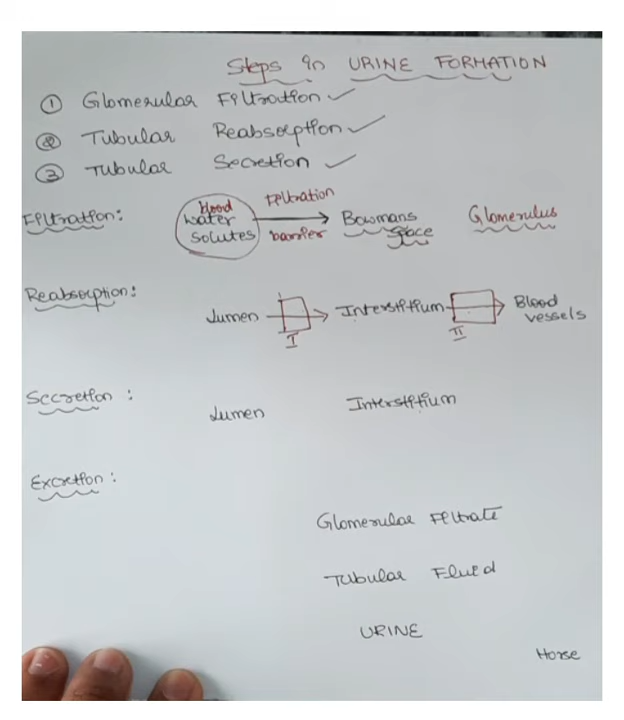 Steps in URINE FORMATION
① Glomerular Filtration ✓
② Tubular Reabsorption ✓
③ Tubular Secretion ✓
Filtration: blood water solutes Filtration barrier Bowmans space Glomerulus
Reabsorption: Lumen I Interstitium II Blood vessels
Secretion: Lumen Interstitium
Excretion:
Glomerular Filtrate
Tubular Fluid
URINE
Horse